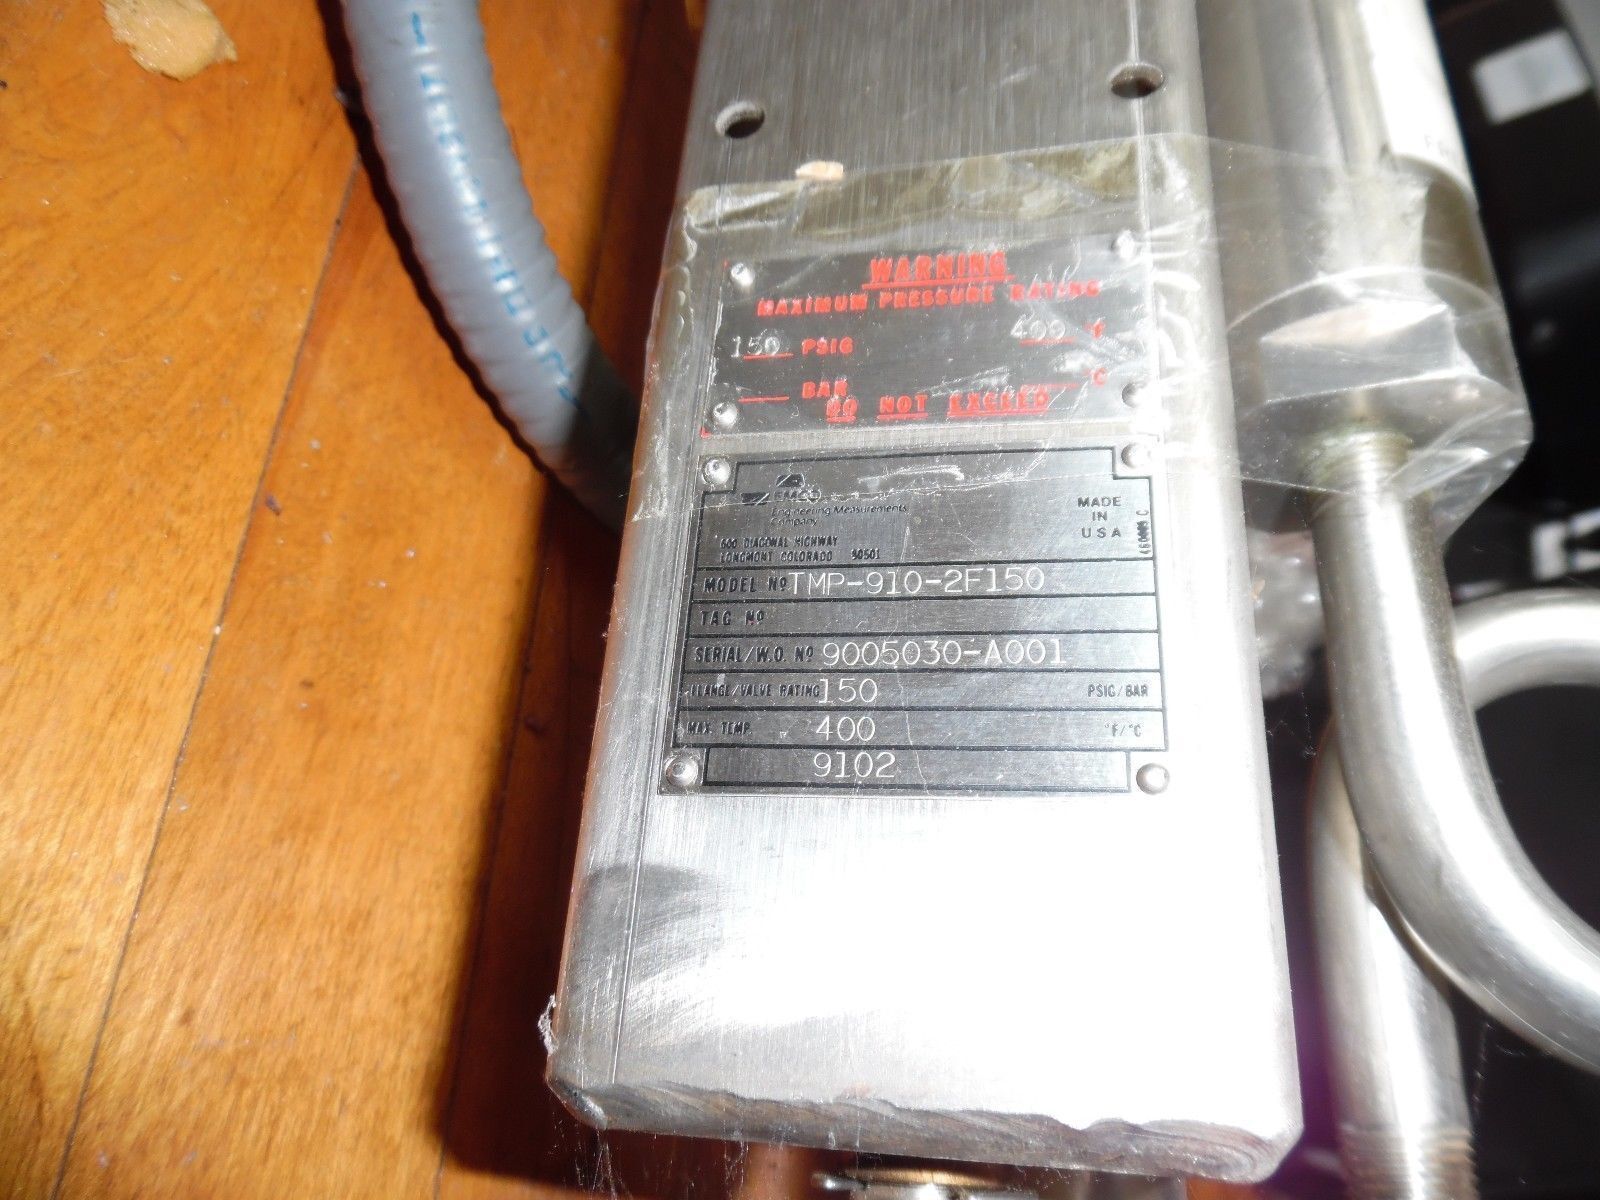 WARNING
MAXIMUM PRESSURE RATING
150 PSIG 400 °F
BAR °C
DO NOT EXCEED
EMCO
Engineering Measurements
Company
MADE
IN
USA
600 DIAGONAL HIGHWAY
LONGMONT COLORADO 80501
MODEL Nº TMP-910-2F150
TAG Nº
SERIAL/W.O. Nº 9005030-A001
FLANGE/VALVE RATING 150 PSIG/BAR
MAX. TEMP. 400 °F/°C
9102